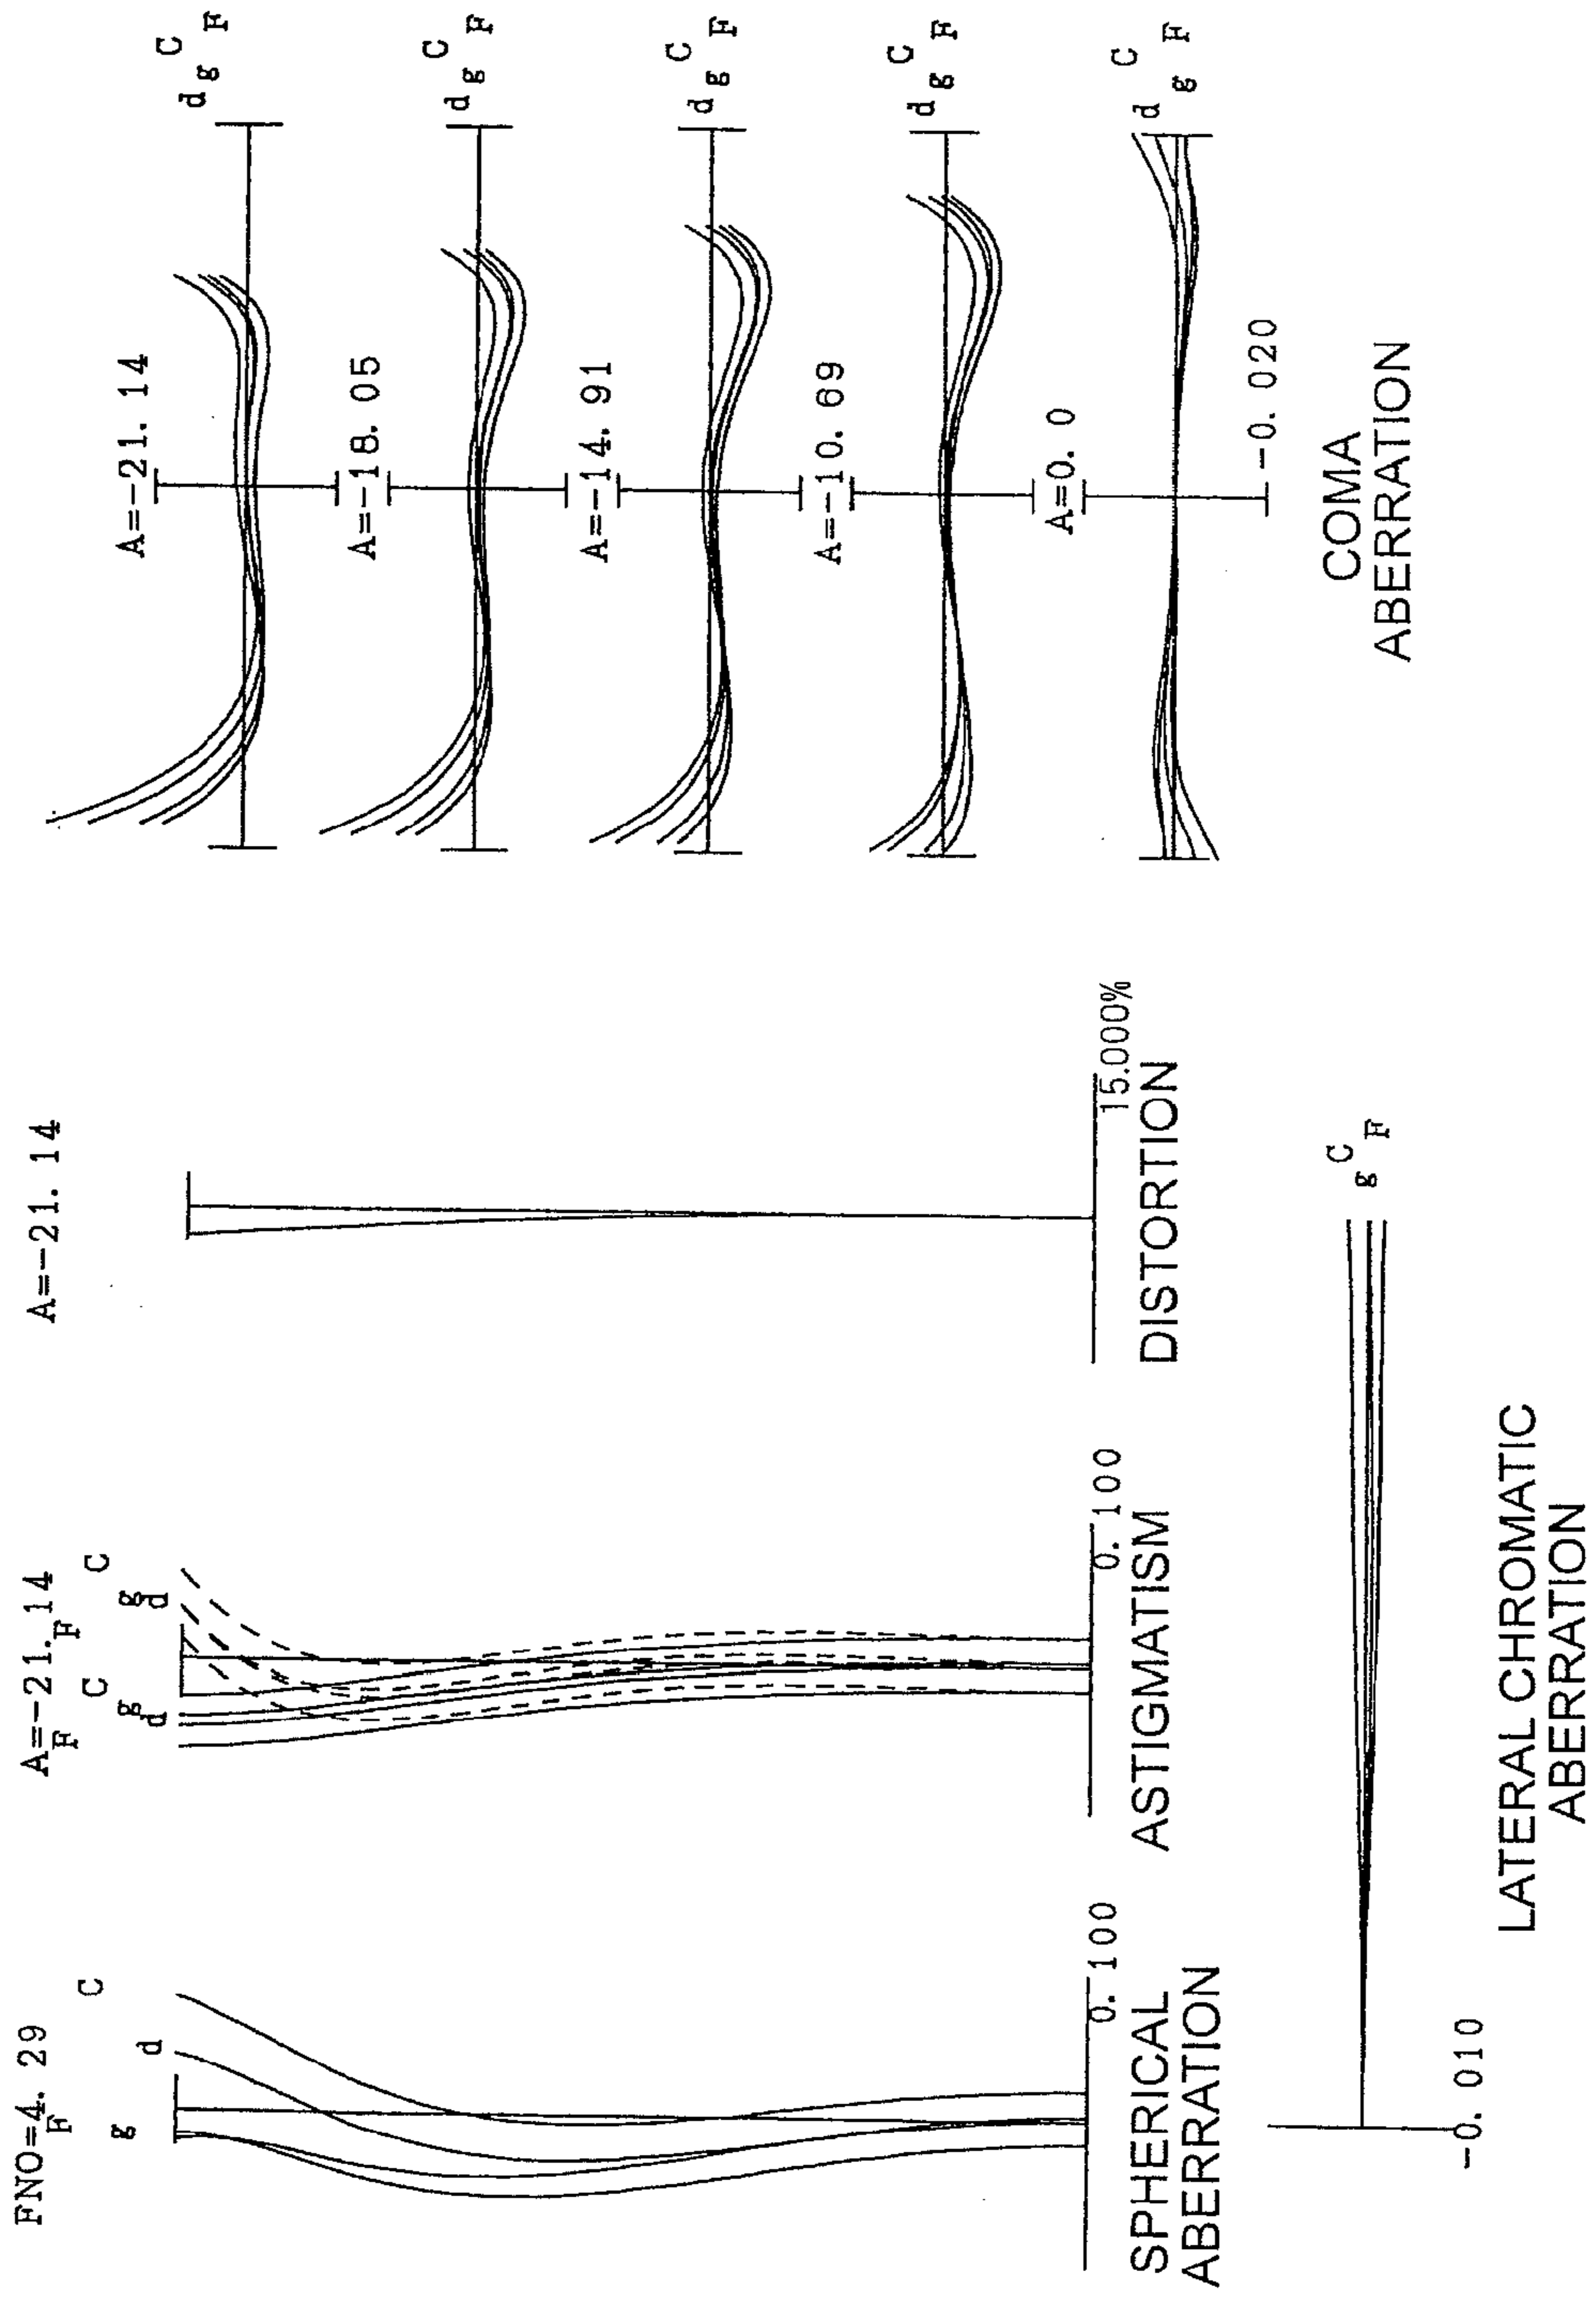 FNO=4. 29
F
g
d
C
0. 100
SPHERICAL
ABERRATION
A=-21. 14
F
g
d
C
F
g
d
C
0. 100
ASTIGMATISM
A=-21. 14
15.000%
DISTORTION
-0. 010
g
C
F
LATERAL CHROMATIC
ABERRATION
A=-21. 14
d
g
C
F
A=-18. 05
d
g
C
F
A=-14. 91
d
g
C
F
A=-10. 69
d
g
C
F
A=0. 0
d
g
C
F
-0. 020
COMA
ABERRATION